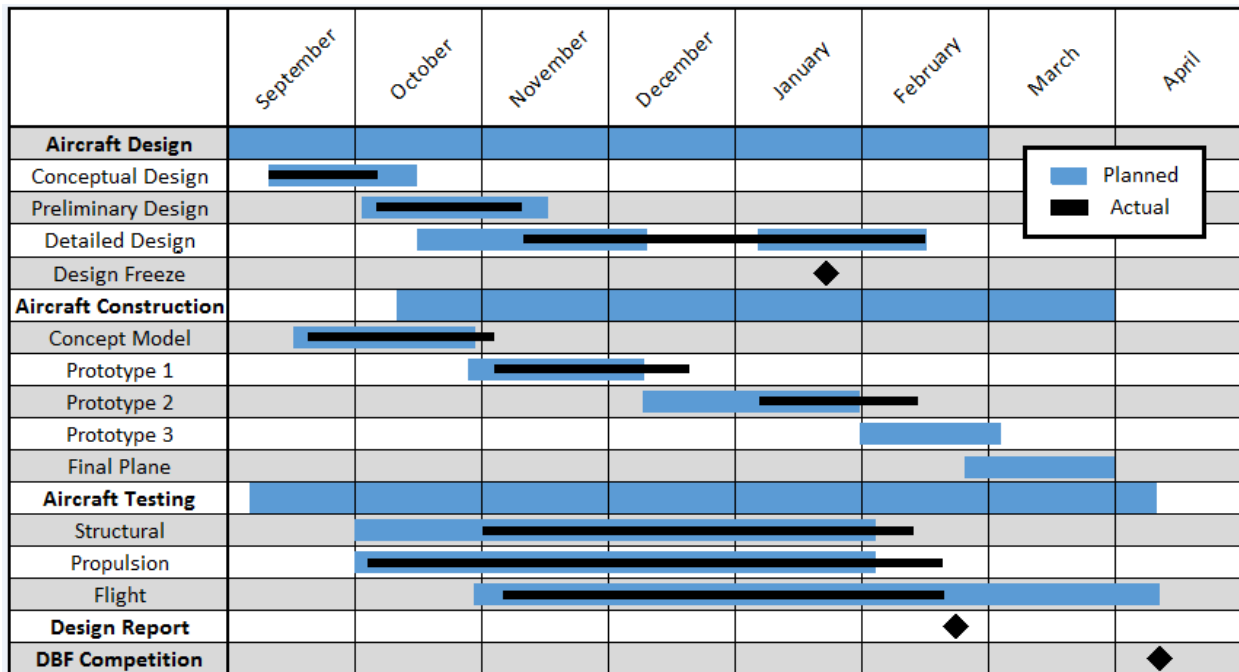 September
October
November
December
January
February
March
April
Aircraft Design
Conceptual Design
Planned
Preliminary Design
Actual
Detailed Design
Design Freeze
Aircraft Construction
Concept Model
Prototype 1
Prototype 2
Prototype 3
Final Plane
Aircraft Testing
Structural
Propulsion
Flight
Design Report
DBF Competition